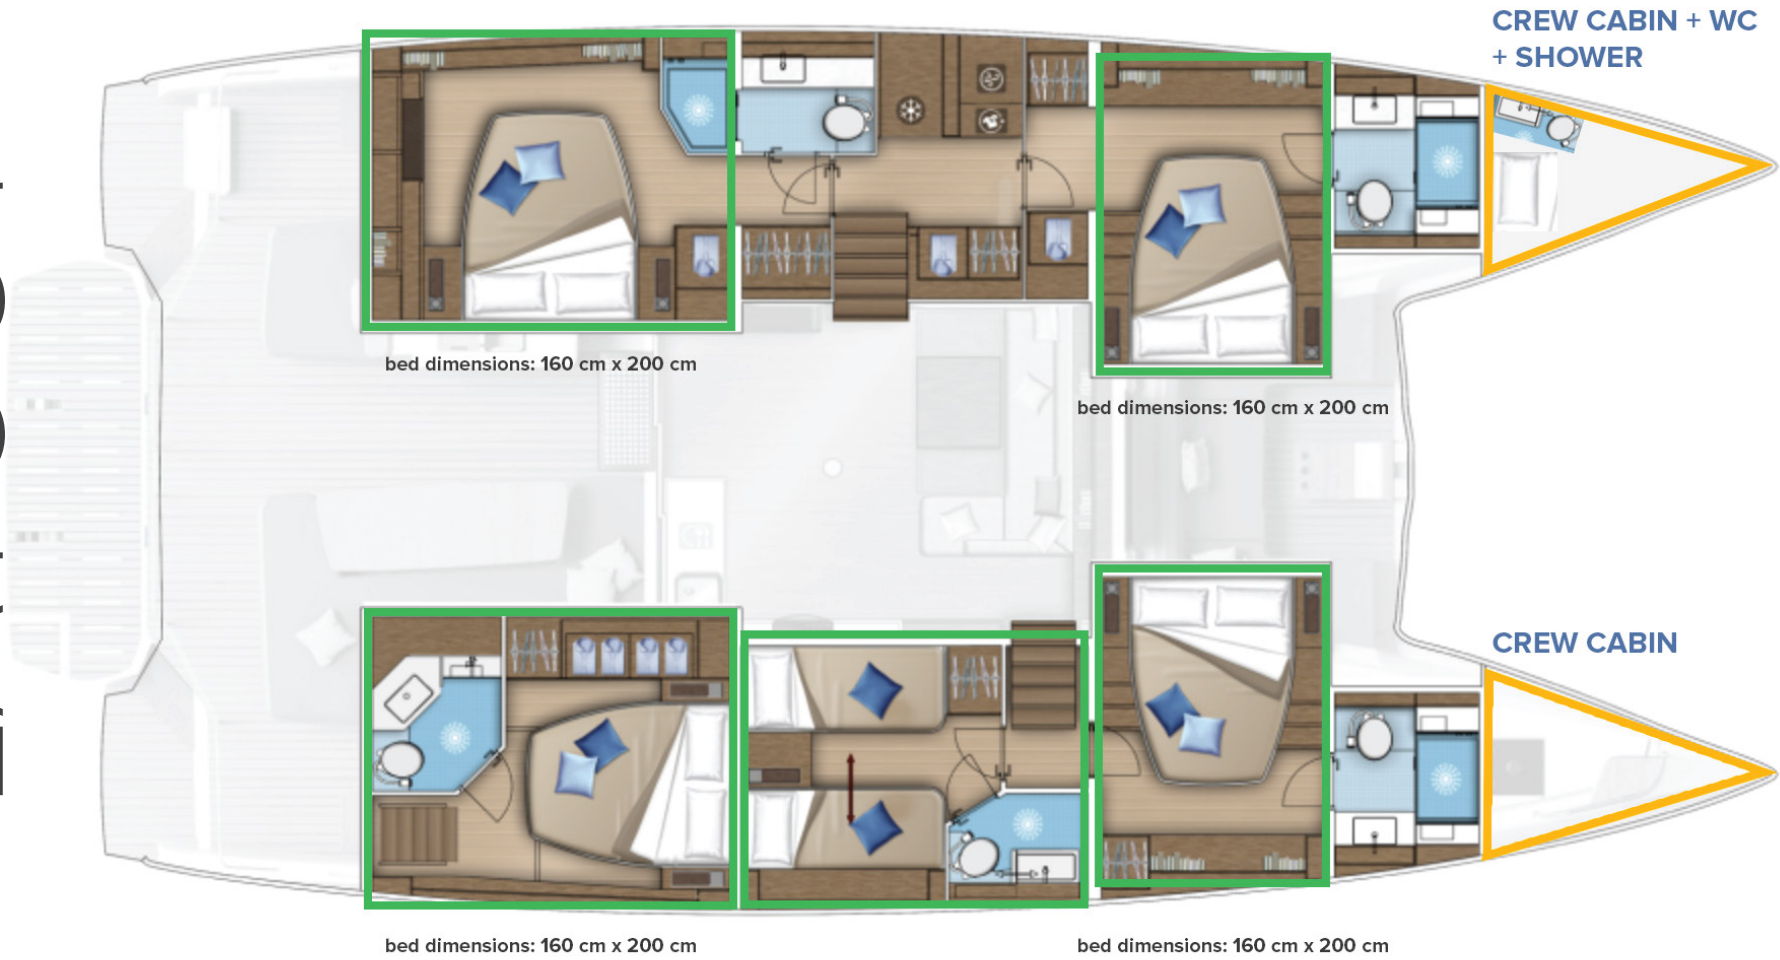 CREW CABIN + WC
+ SHOWER
bed dimensions: 160 cm x 200 cm
bed dimensions: 160 cm x 200 cm
CREW CABIN
bed dimensions: 160 cm x 200 cm
bed dimensions: 160 cm x 200 cm